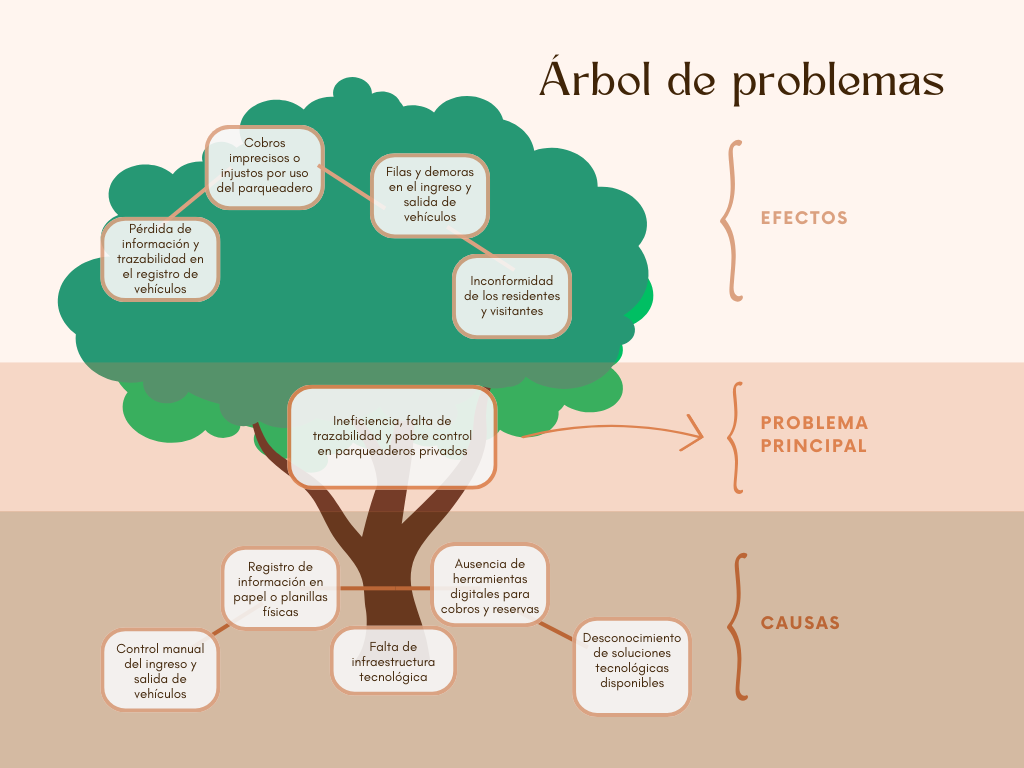 Árbol de problemas
Cobros
imprecisos o
injustos por uso
del parqueadero
Filas y demoras
en el ingreso y
salida de
vehículos
Pérdida de
información y
trazabilidad en
el registro de
vehículos
Inconformidad
de los residentes
y visitantes
EFECTOS
Ineficiencia, falta de
trazabilidad y pobre control
en parqueaderos privados
PROBLEMA
PRINCIPAL
Registro de
información en
papel o planillas
físicas
Ausencia de
herramientas
digitales para
cobros y reservas
Control manual
del ingreso y
salida de
vehículos
Falta de
infraestructura
tecnológica
Desconocimiento
de soluciones
tecnológicas
disponibles
CAUSAS